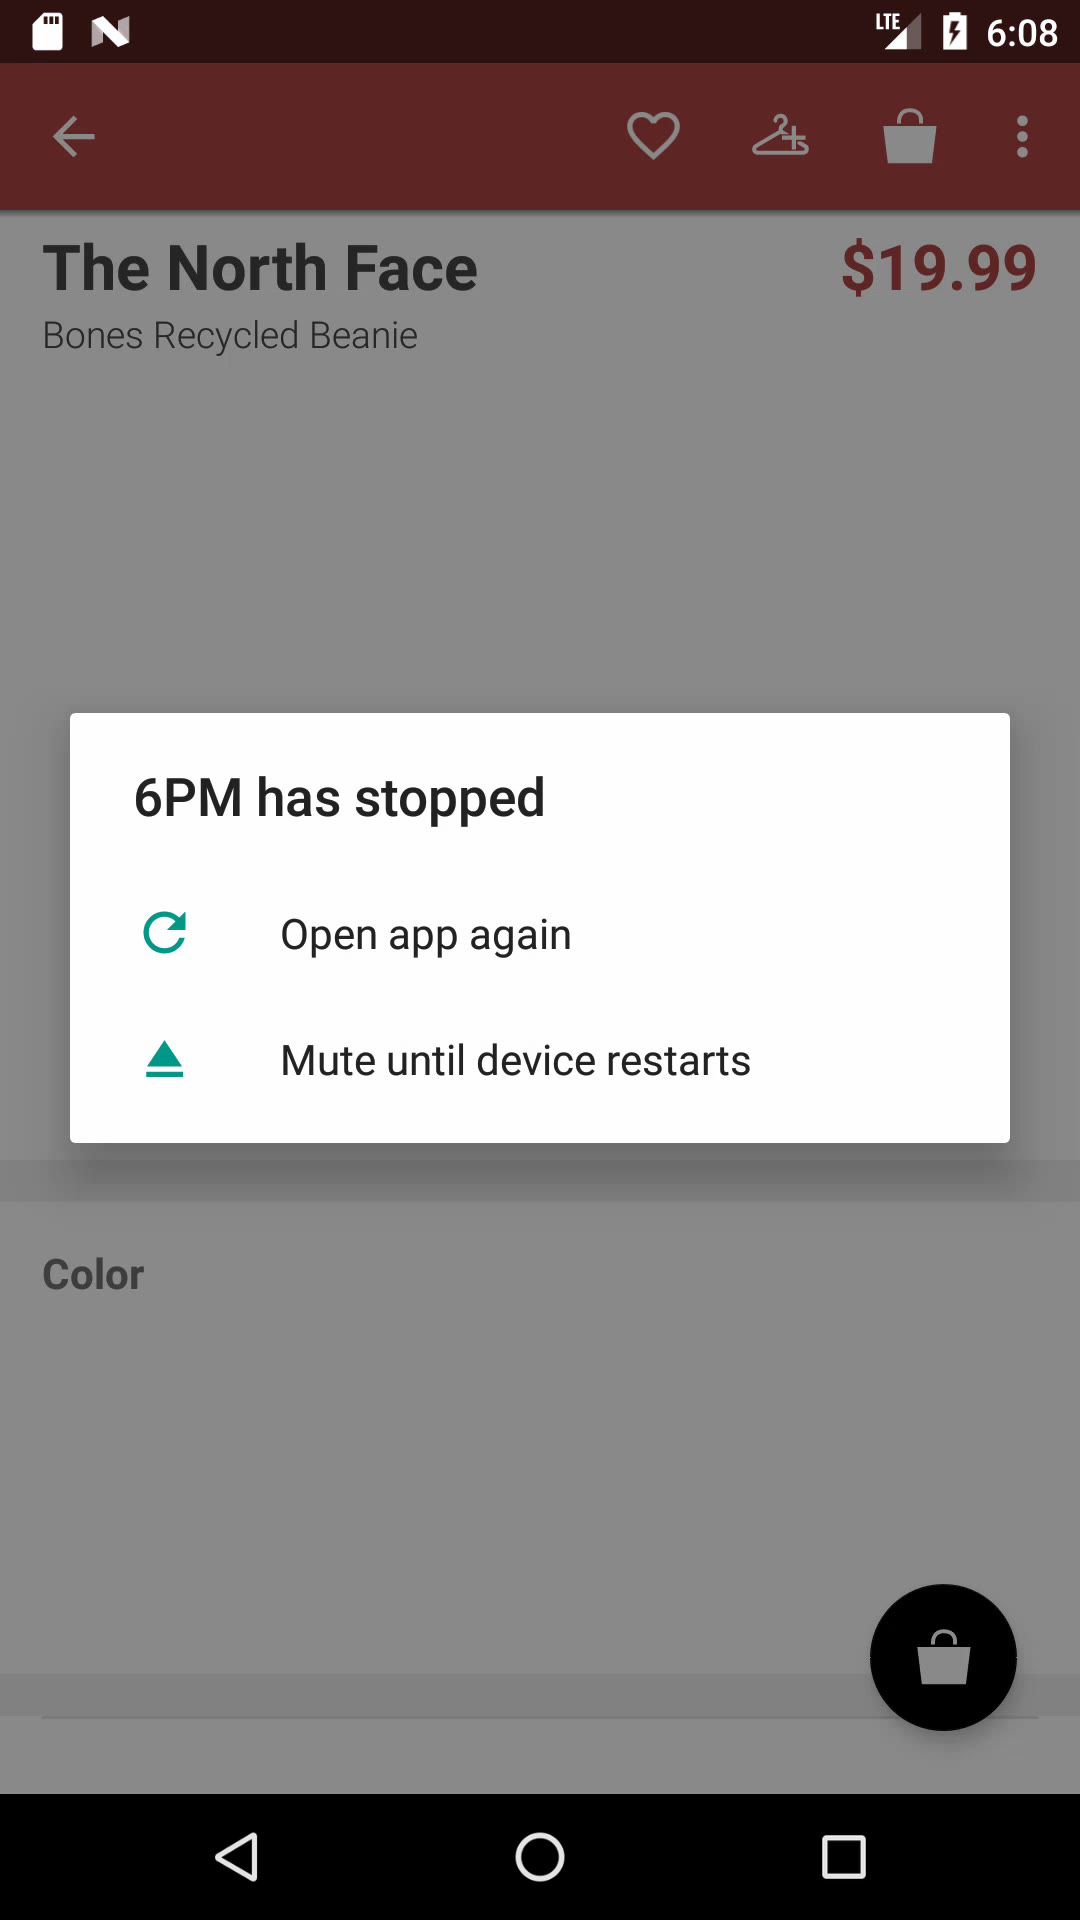 LTE 6:08
The North Face $19.99
Bones Recycled Beanie
6PM has stopped
Open app again
Mute until device restarts
Color